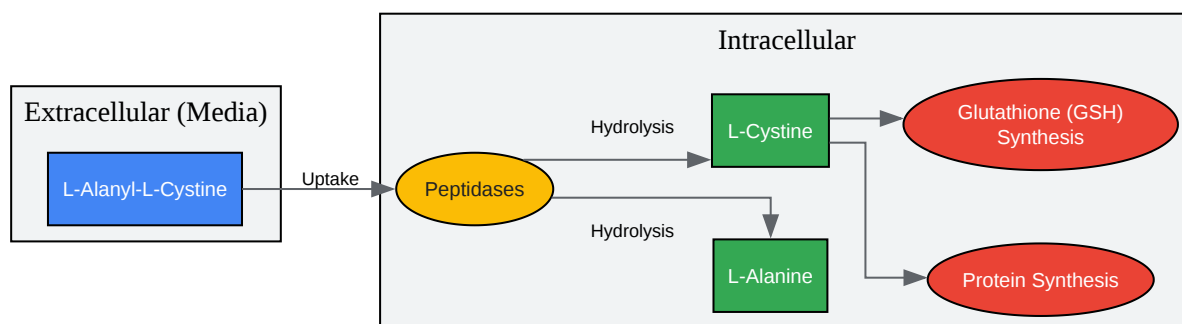 Intracellular
Extracellular (Media)
L-Alanyl-L-Cystine
Uptake
Peptidases
Hydrolysis
Hydrolysis
L-Cystine
L-Alanine
Glutathione (GSH)
Synthesis
Protein Synthesis